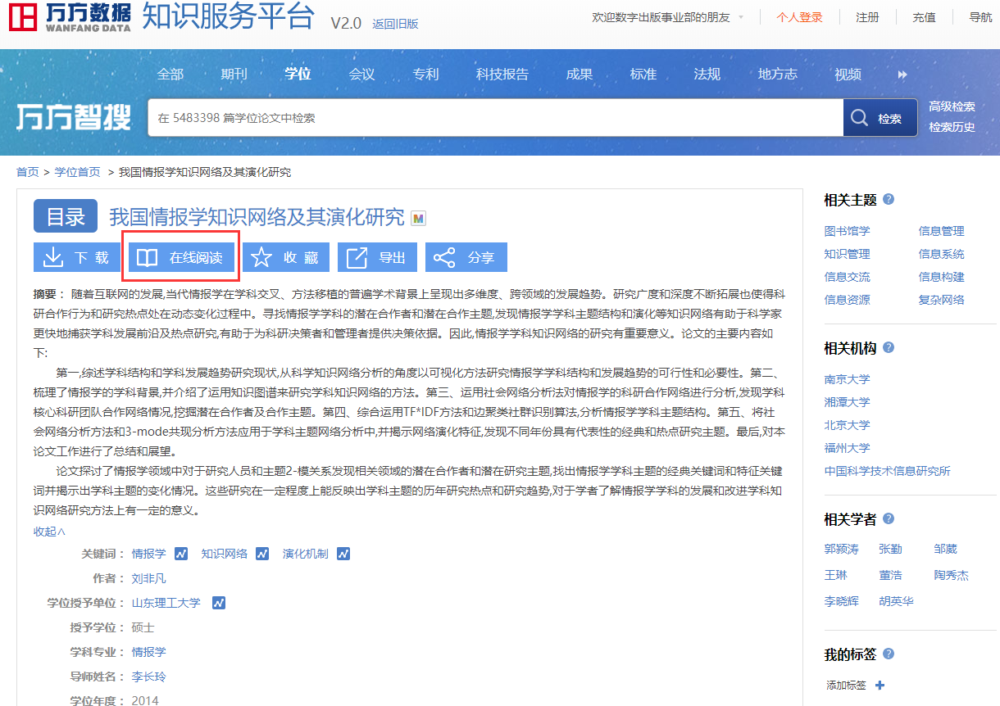 万方数据 知识服务平台 V2.0 返回旧版 欢迎数字出版事业部的朋友 个人登录 注册 充值 导航
WANFANG DATA
全部 期刊 学位 会议 专利 科技报告 成果 标准 法规 地方志 视频
万方智搜 在 5483398 篇学位论文中检索 检索 高级检索
检索历史
首页 > 学位首页 > 我国情报学知识网络及其演化研究
目录 我国情报学知识网络及其演化研究 M
下 载 在线阅读 收 藏 导出 分享
摘要： 随着互联网的发展,当代情报学在学科交叉、方法移植的普遍学术背景上呈现出多维度、跨领域的发展趋势。研究广度和深度不断拓展也使得科
研合作行为和研究热点处在动态变化过程中。寻找情报学学科的潜在合作者和潜在合作主题,发现情报学学科主题结构和演化等知识网络有助于科学家
更快地捕获学科发展前沿及热点研究,有助于为科研决策者和管理者提供决策依据。因此,情报学学科知识网络的研究有重要意义。论文的主要内容如
下:
第一,综述学科结构和学科发展趋势研究现状,从科学知识网络分析的角度以可视化方法研究情报学学科结构和发展趋势的可行性和必要性。第二、
梳理了情报学的学科背景,并介绍了运用知识图谱来研究学科知识网络的方法。第三、运用社会网络分析法对情报学的科研合作网络进行分析,发现学科
核心科研团队合作网络情况,挖掘潜在合作者及合作主题。第四、综合运用TF*IDF方法和边聚类社群识别算法,分析情报学学科主题结构。第五、将社
会网络分析方法和3-mode共现分析方法应用于学科主题网络分析中,并揭示网络演化特征,发现不同年份具有代表性的经典和热点研究主题。最后,对本
论文工作进行了总结和展望。
论文探讨了情报学领域中对于研究人员和主题2-模关系发现相关领域的潜在合作者和潜在研究主题,找出情报学学科主题的经典关键词和特征关键
词并揭示出学科主题的变化情况。这些研究在一定程度上能反映出学科主题的历年研究热点和研究趋势,对于学者了解情报学学科的发展和改进学科知
识网络研究方法上有一定的意义。
收起∧
关键词： 情报学 知识网络 演化机制
作者： 刘非凡
学位授予单位： 山东理工大学
授予学位： 硕士
学科专业： 情报学
导师姓名： 李长玲
学位年度： 2014
相关主题 ?
图书馆学 信息管理
知识管理 信息系统
信息交流 信息构建
信息资源 复杂网络
相关机构 ?
南京大学
湘潭大学
北京大学
福州大学
中国科学技术信息研究所
相关学者 ?
郭颍涛 张勤 邹葳
王琳 董浩 陶秀杰
李晓辉 胡英华
我的标签 ?
添加标签